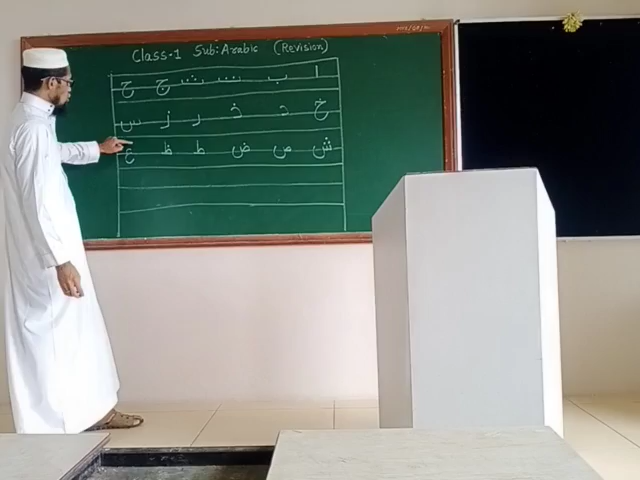 Class-1 Sub: Arabic (Revision)
ا ب ت ث ج ح
خ د ذ ر ز س
ش ص ض ط ظ ع